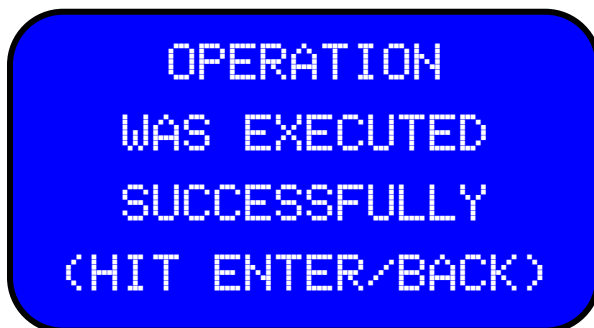 OPERATION
WAS EXECUTED
SUCCESSFULLY
(HIT ENTER/BACK)